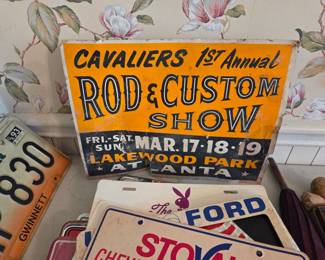 CAVALIERS 1ST Annual
ROD & CUSTOM
SHOW
FRI.-SAT.
SUN. MAR. 17-18-19
LAKEWOOD PARK
ATLANTA
830
GWINNETT
The
FORD